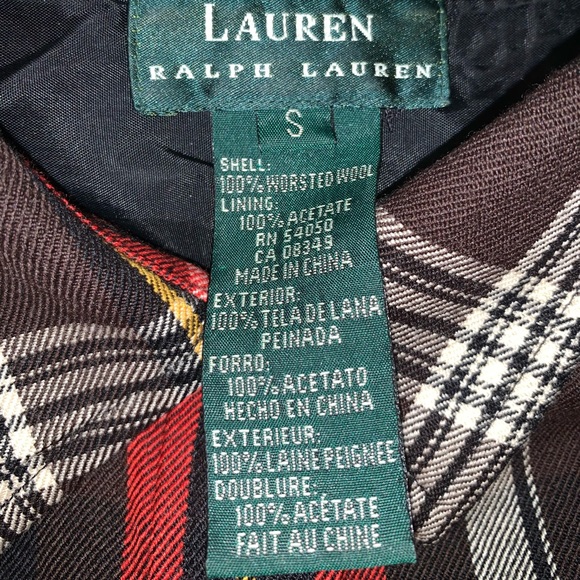 LAUREN
RALPH LAUREN
S
SHELL:
100% WORSTED WOOL
LINING:
100% ACETATE
RN 54050
CA 08349
MADE IN CHINA
EXTERIOR:
100% TELA DE LANA
PEINADA
FORRO:
100% ACETATO
HECHO EN CHINA
EXTERIEUR:
100% LAINE PEIGNÉE
DOUBLURE:
100% ACÉTATE
FAIT AU CHINE